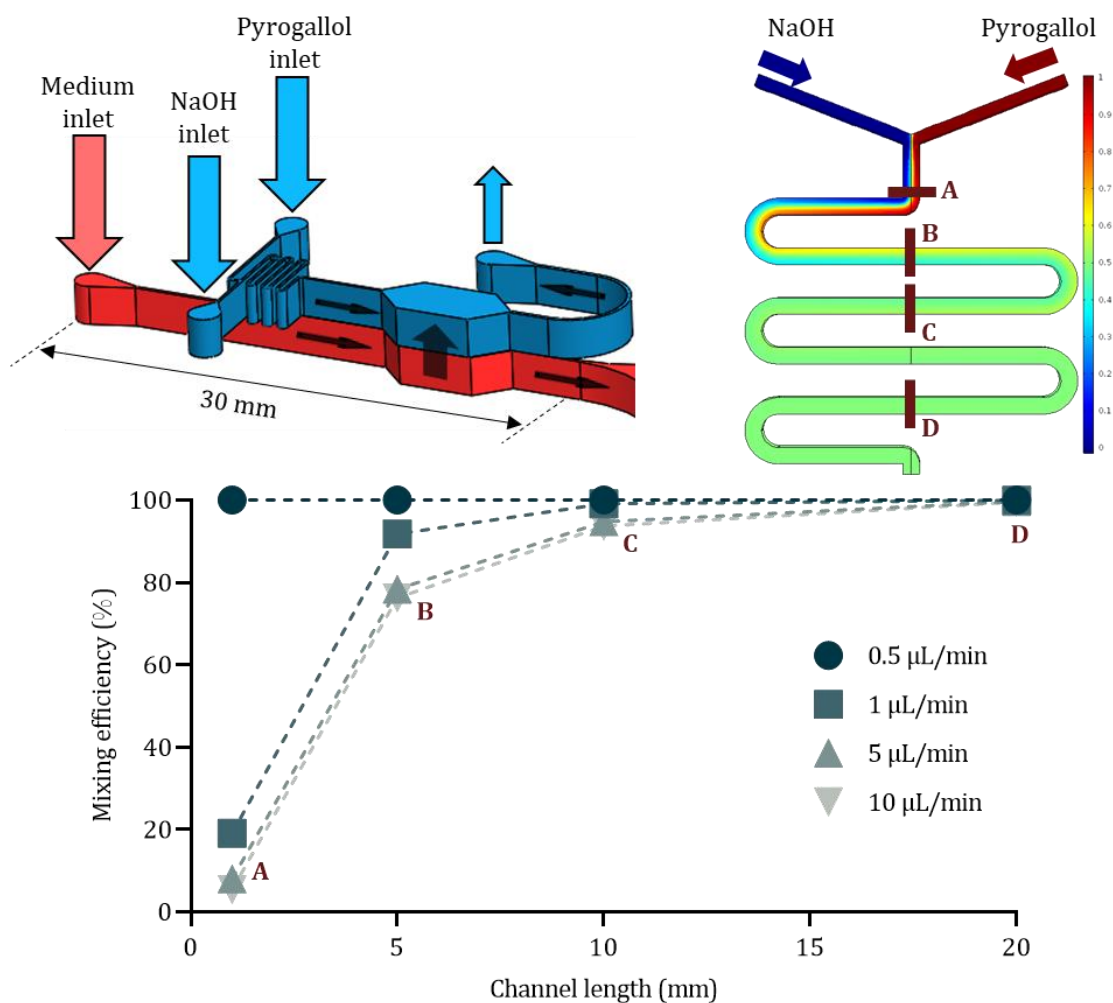 Pyrogallol
inlet
Medium
inlet
NaOH
inlet
30 mm
NaOH
Pyrogallol
1
0.9
0.8
0.7
0.6
0.5
0.4
0.3
0.2
0.1
0
A
B
C
D
Mixing efficiency (%)
100
80
60
40
20
0
A
B
C
D
0.5 µL/min
1 µL/min
5 µL/min
10 µL/min
0
5
10
15
20
Channel length (mm)